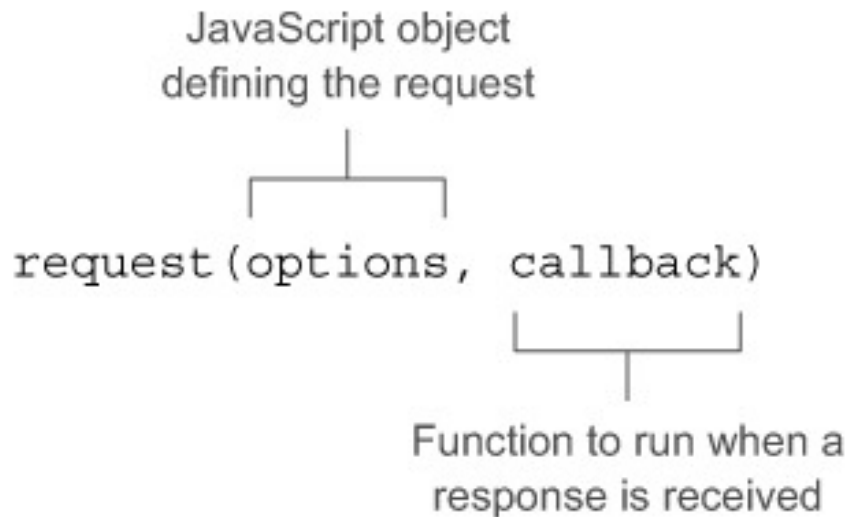 JavaScript object
defining the request
request(options, callback)
Function to run when a
response is received